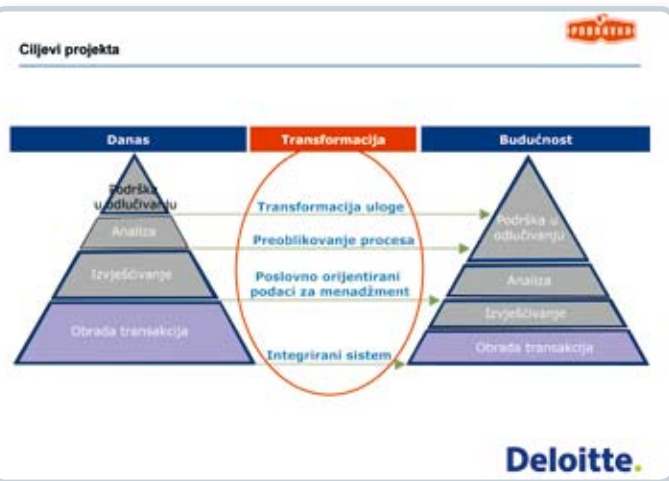 PODRAVKA
Ciljevi projekta
Danas
Transformacija
Budućnost
Podrška
u odlučivanju
Analiza
Izvješćivanje
Obrada transakcija
Transformacija uloge
Preoblikovanje procesa
Poslovno orijentirani
podaci za menadžment
Integrirani sistem
Podrška u
odlučivanju
Analiza
Izvješćivanje
Obrada transakcija
Deloitte.